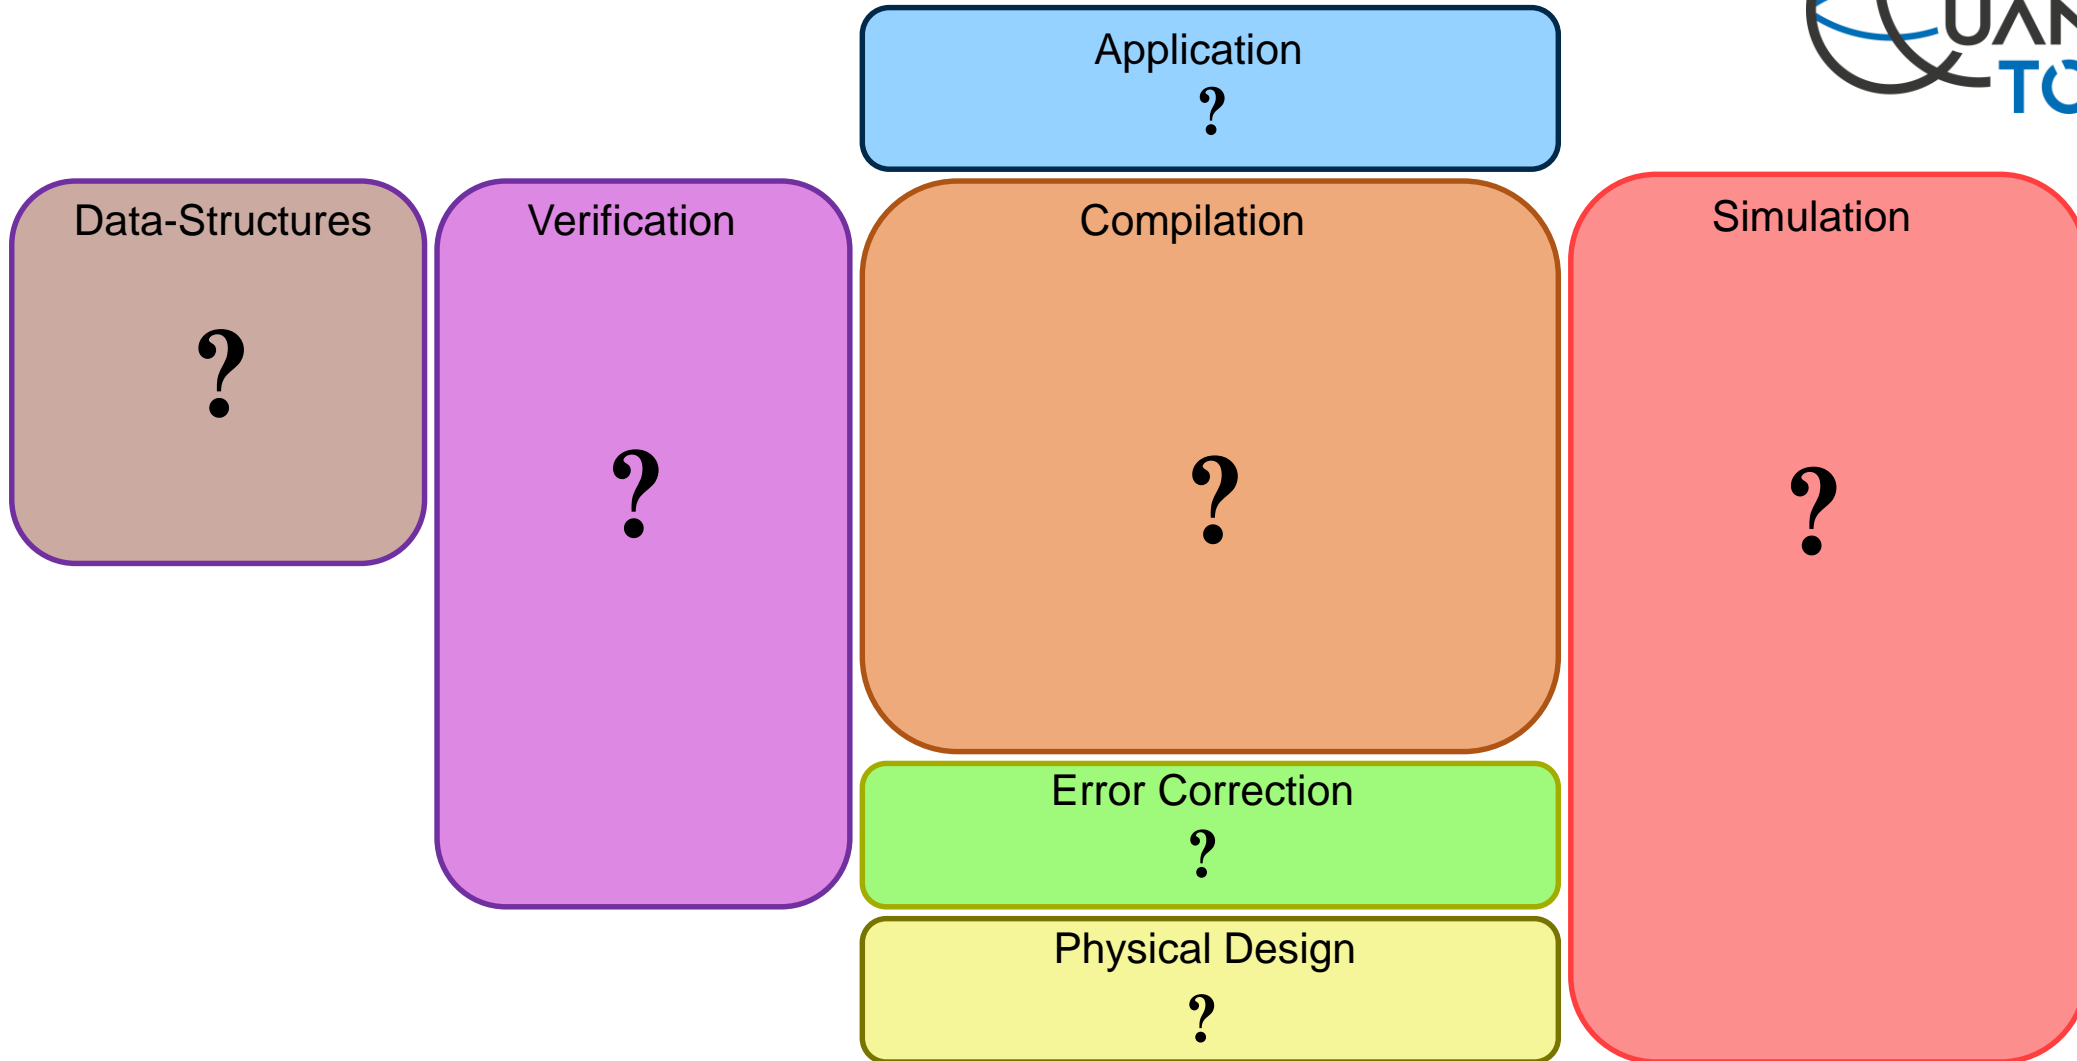 Application
?
Data-Structures
?
Verification
?
Compilation
?
Simulation
?
Error Correction
?
Physical Design
?